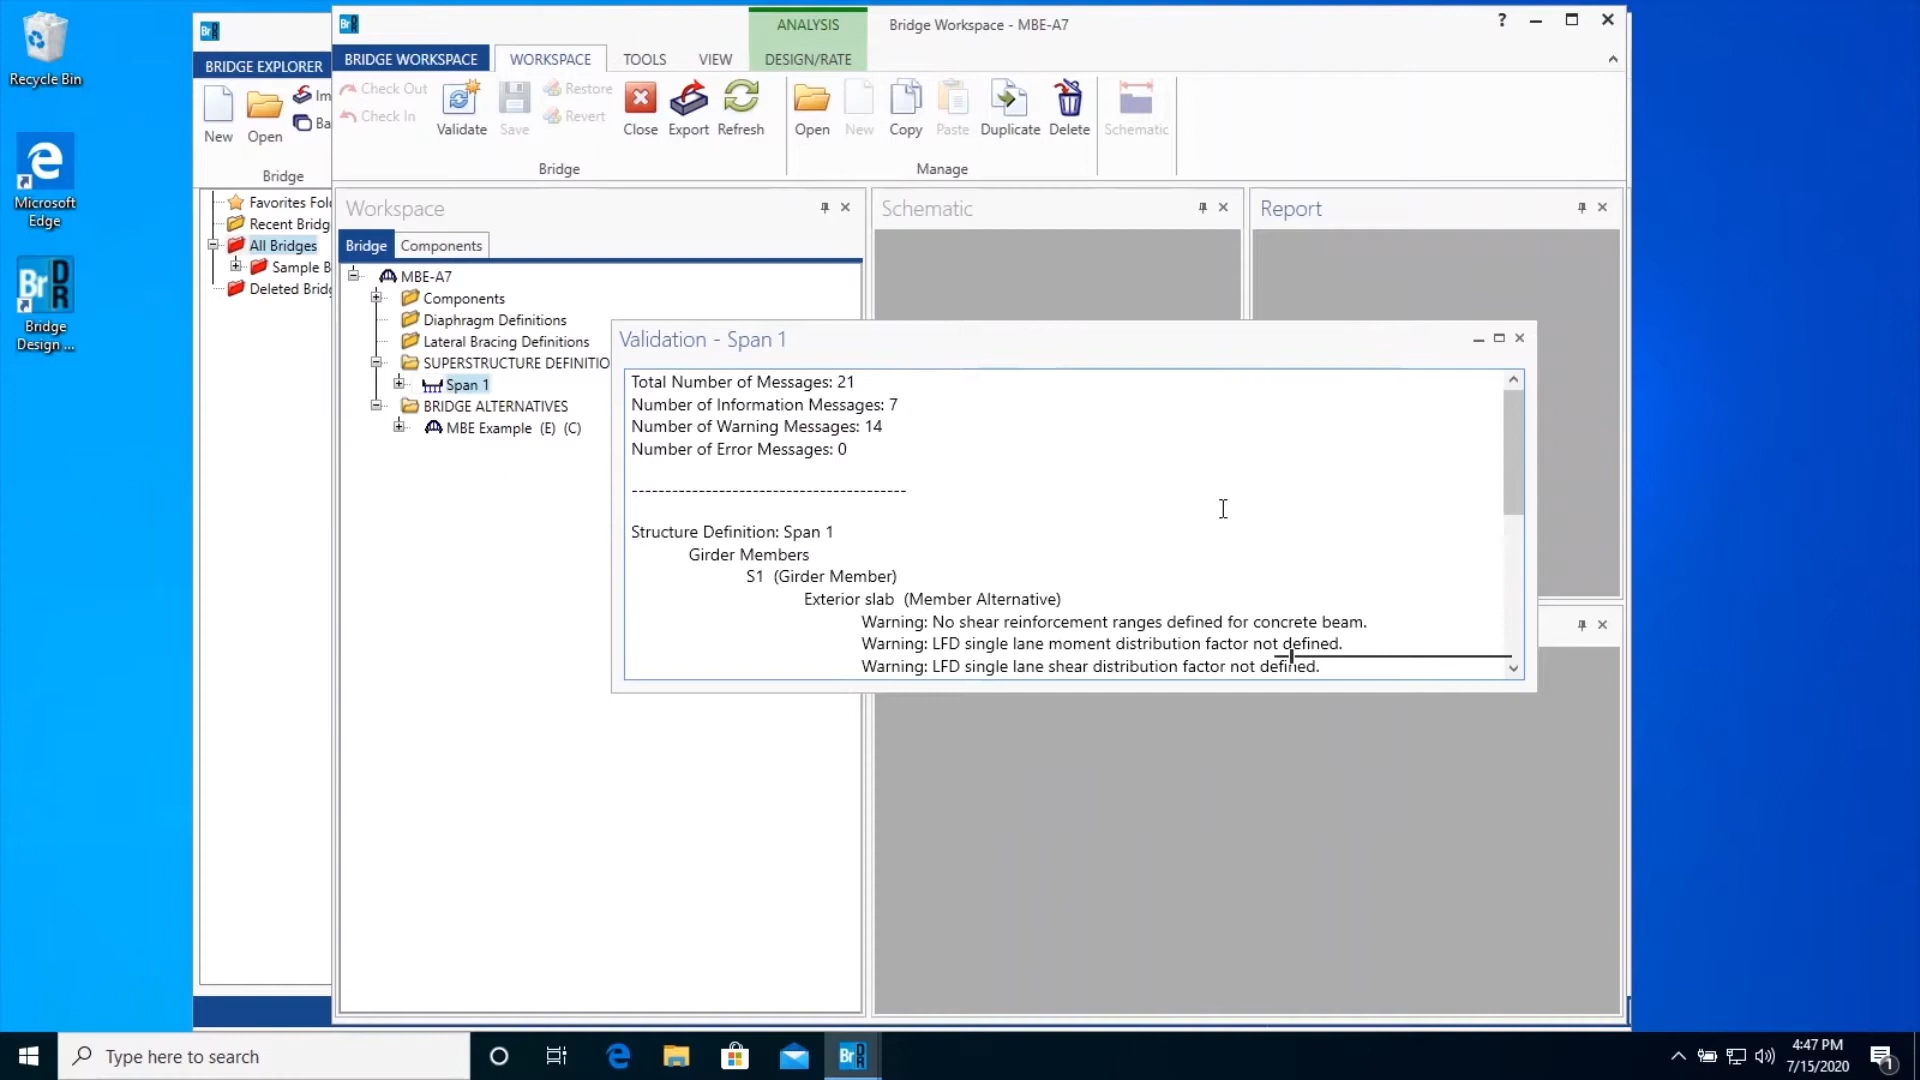 Recycle Bin
Microsoft
Edge
Bridge
Design ...
BRIDGE EXPLORER
New
Open
Im
Ba
Bridge
Favorites Fol
Recent Bridg
All Bridges
Sample B
Deleted Bridg
ANALYSIS
Bridge Workspace - MBE-A7
BRIDGE WORKSPACE
WORKSPACE
TOOLS
VIEW
DESIGN/RATE
Check Out
Check In
Validate
Save
Restore
Revert
Close
Export
Refresh
Bridge
Open
New
Copy
Paste
Duplicate
Delete
Manage
Schematic
Workspace
Bridge
Components
MBE-A7
Components
Diaphragm Definitions
Lateral Bracing Definitions
SUPERSTRUCTURE DEFINITIO
Span 1
BRIDGE ALTERNATIVES
MBE Example (E) (C)
Schematic
Report
Validation - Span 1
Total Number of Messages: 21
Number of Information Messages: 7
Number of Warning Messages: 14
Number of Error Messages: 0
-----------------------------------------
Structure Definition: Span 1
Girder Members
S1 (Girder Member)
Exterior slab (Member Alternative)
Warning: No shear reinforcement ranges defined for concrete beam.
Warning: LFD single lane moment distribution factor not defined.
Warning: LFD single lane shear distribution factor not defined.
Type here to search
4:47 PM
7/15/2020
1